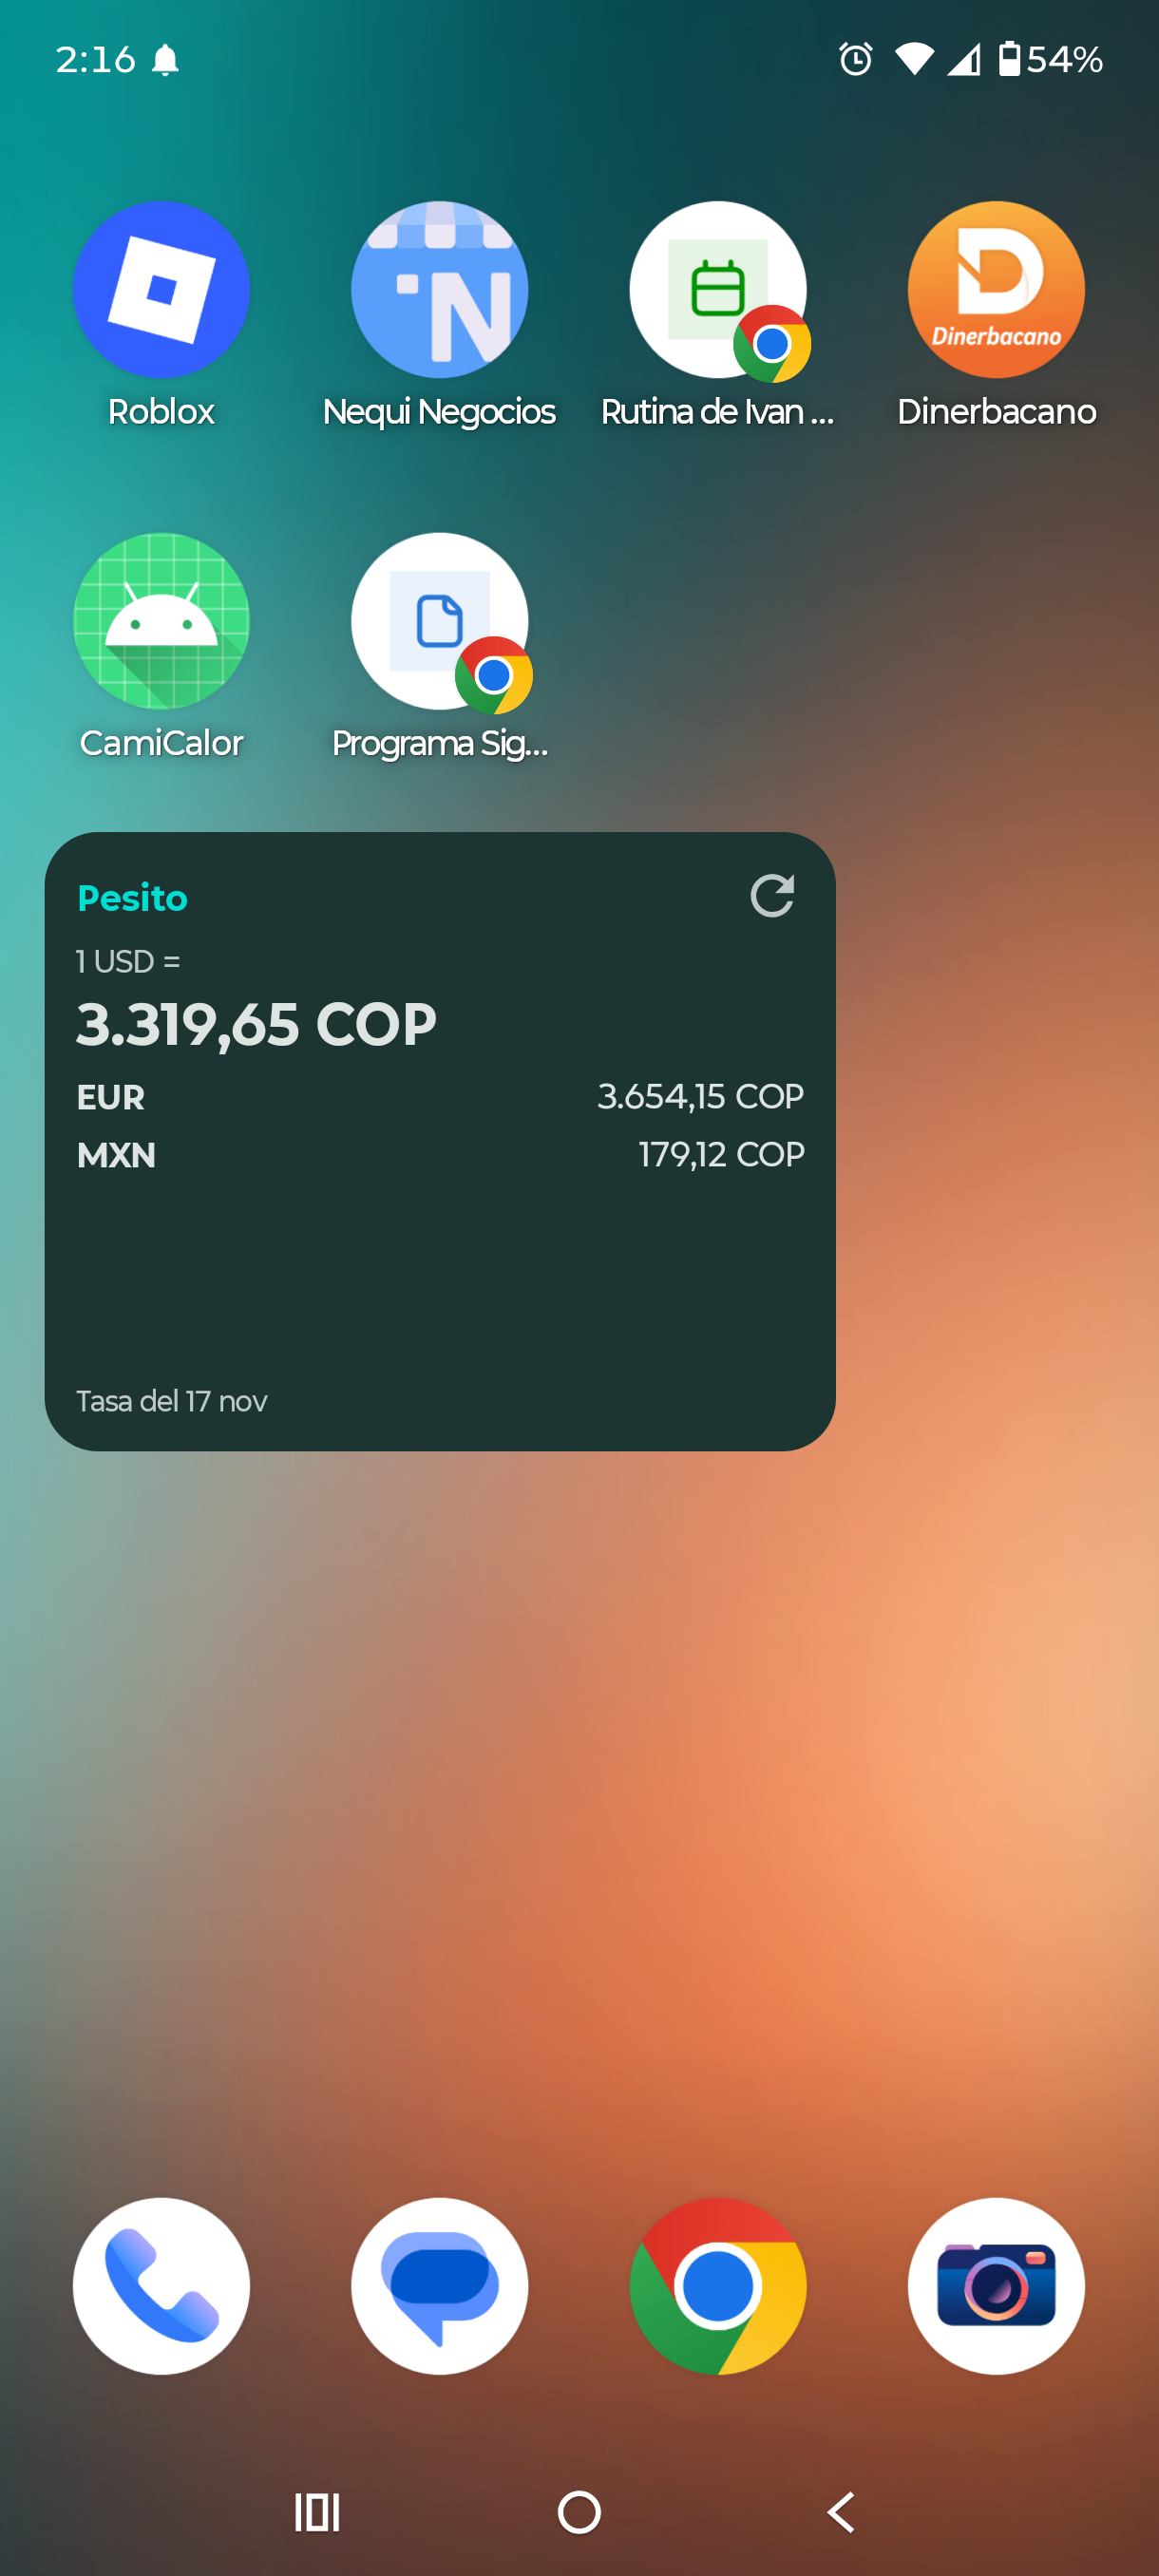 2:16
54%
Dinerbacano
Roblox
Nequi Negocios
Rutina de Ivan ...
Dinerbacano
CamiCalor
Programa Sig...
Pesito
1 USD =
3.319,65 COP
EUR 3.654,15 COP
MXN 179,12 COP
Tasa del 17 nov